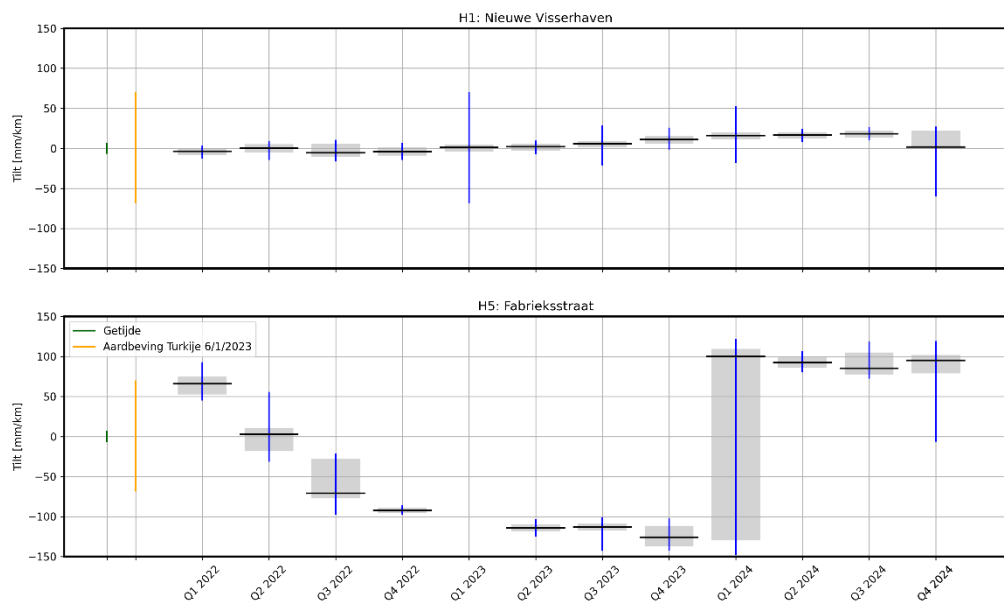 H1: Nieuwe Visserhaven
150
100
50
0
−50
−100
−150
Tilt [mm/km]
H5: Fabrieksstraat
150
100
50
0
−50
−100
−150
Tilt [mm/km]
Getijde
Aardbeving Turkije 6/1/2023
Q1 2022
Q2 2022
Q3 2022
Q4 2022
Q1 2023
Q2 2023
Q3 2023
Q4 2023
Q1 2024
Q2 2024
Q3 2024
Q4 2024